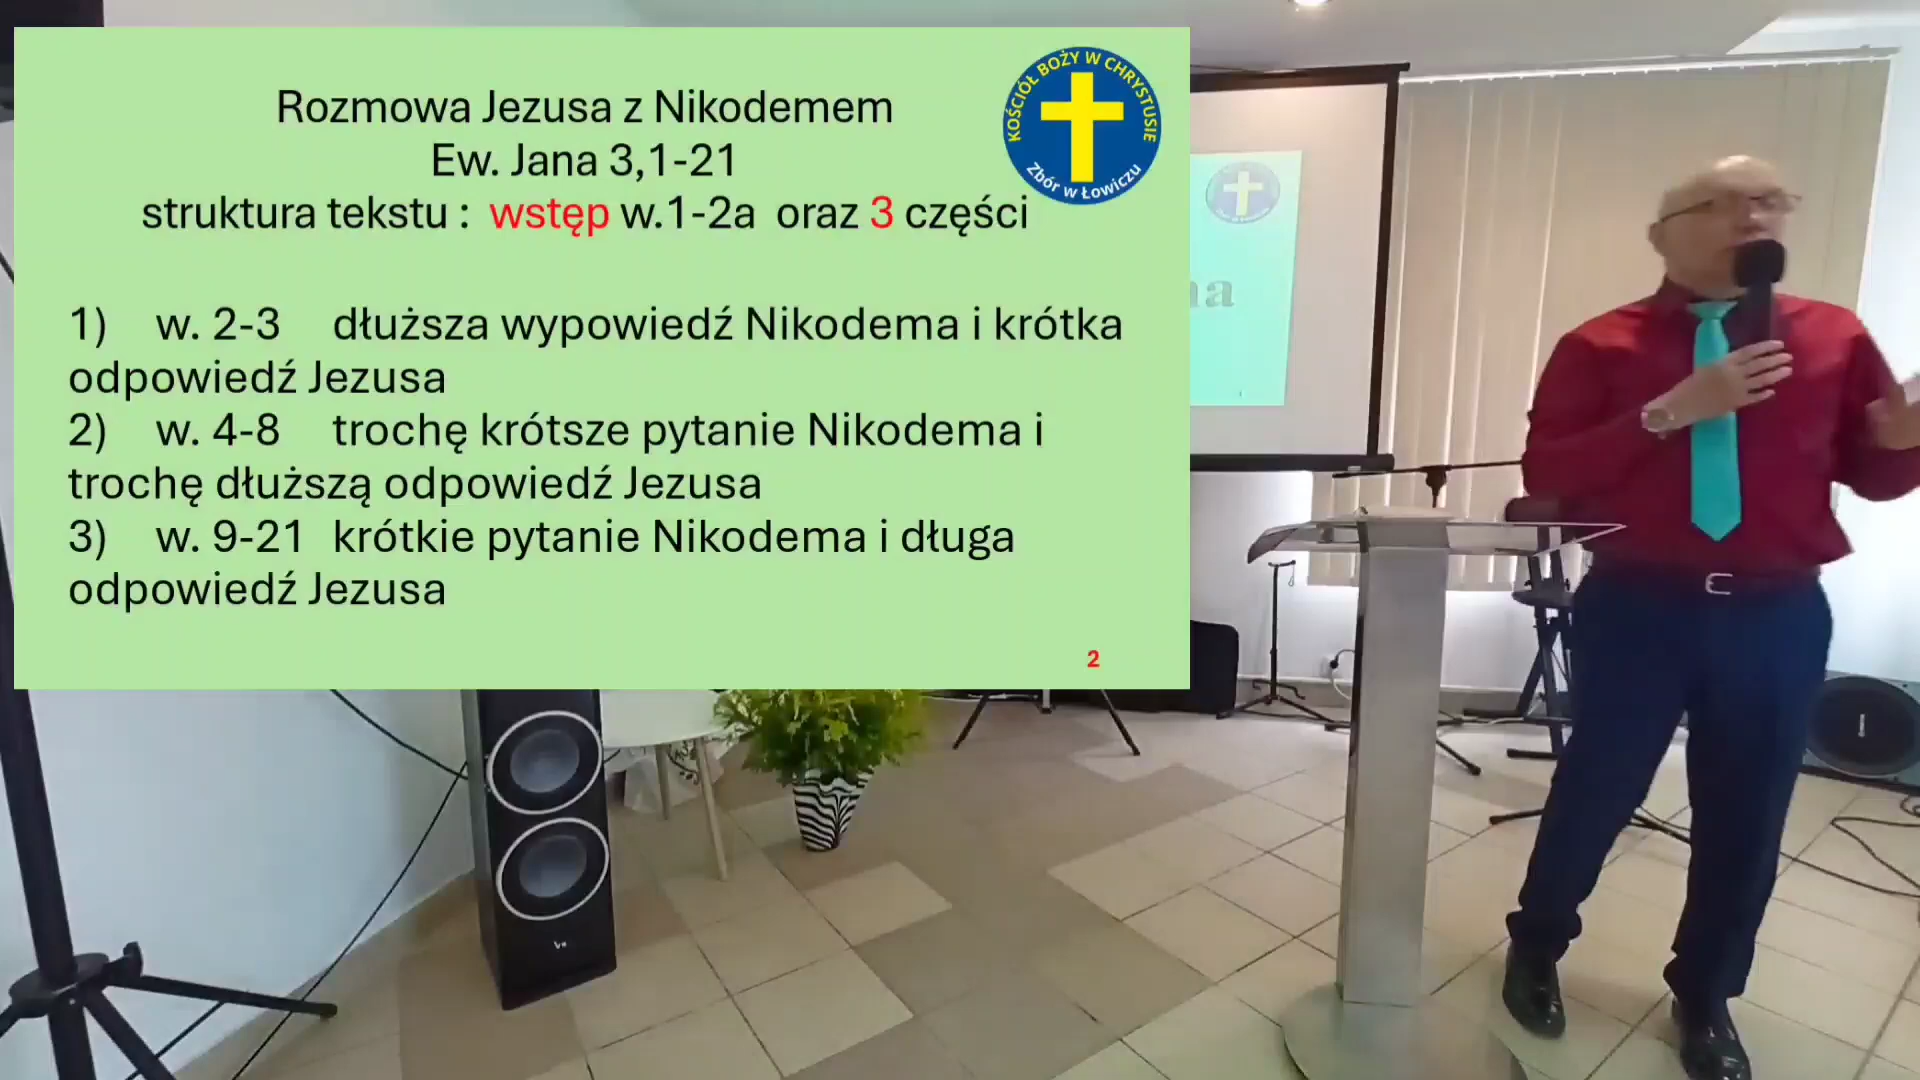 Rozmowa Jezusa z Nikodemem
Ew. Jana 3,1-21
struktura tekstu : wstęp w.1-2a oraz 3 części
KOŚCIÓŁ BOŻY W CHRYSTUSIE
Zbór w Łowiczu
1) w. 2-3 dłuższa wypowiedź Nikodema i krótka
odpowiedź Jezusa
2) w. 4-8 trochę krótsze pytanie Nikodema i
trochę dłuższą odpowiedź Jezusa
3) w. 9-21 krótkie pytanie Nikodema i długa
odpowiedź Jezusa
2